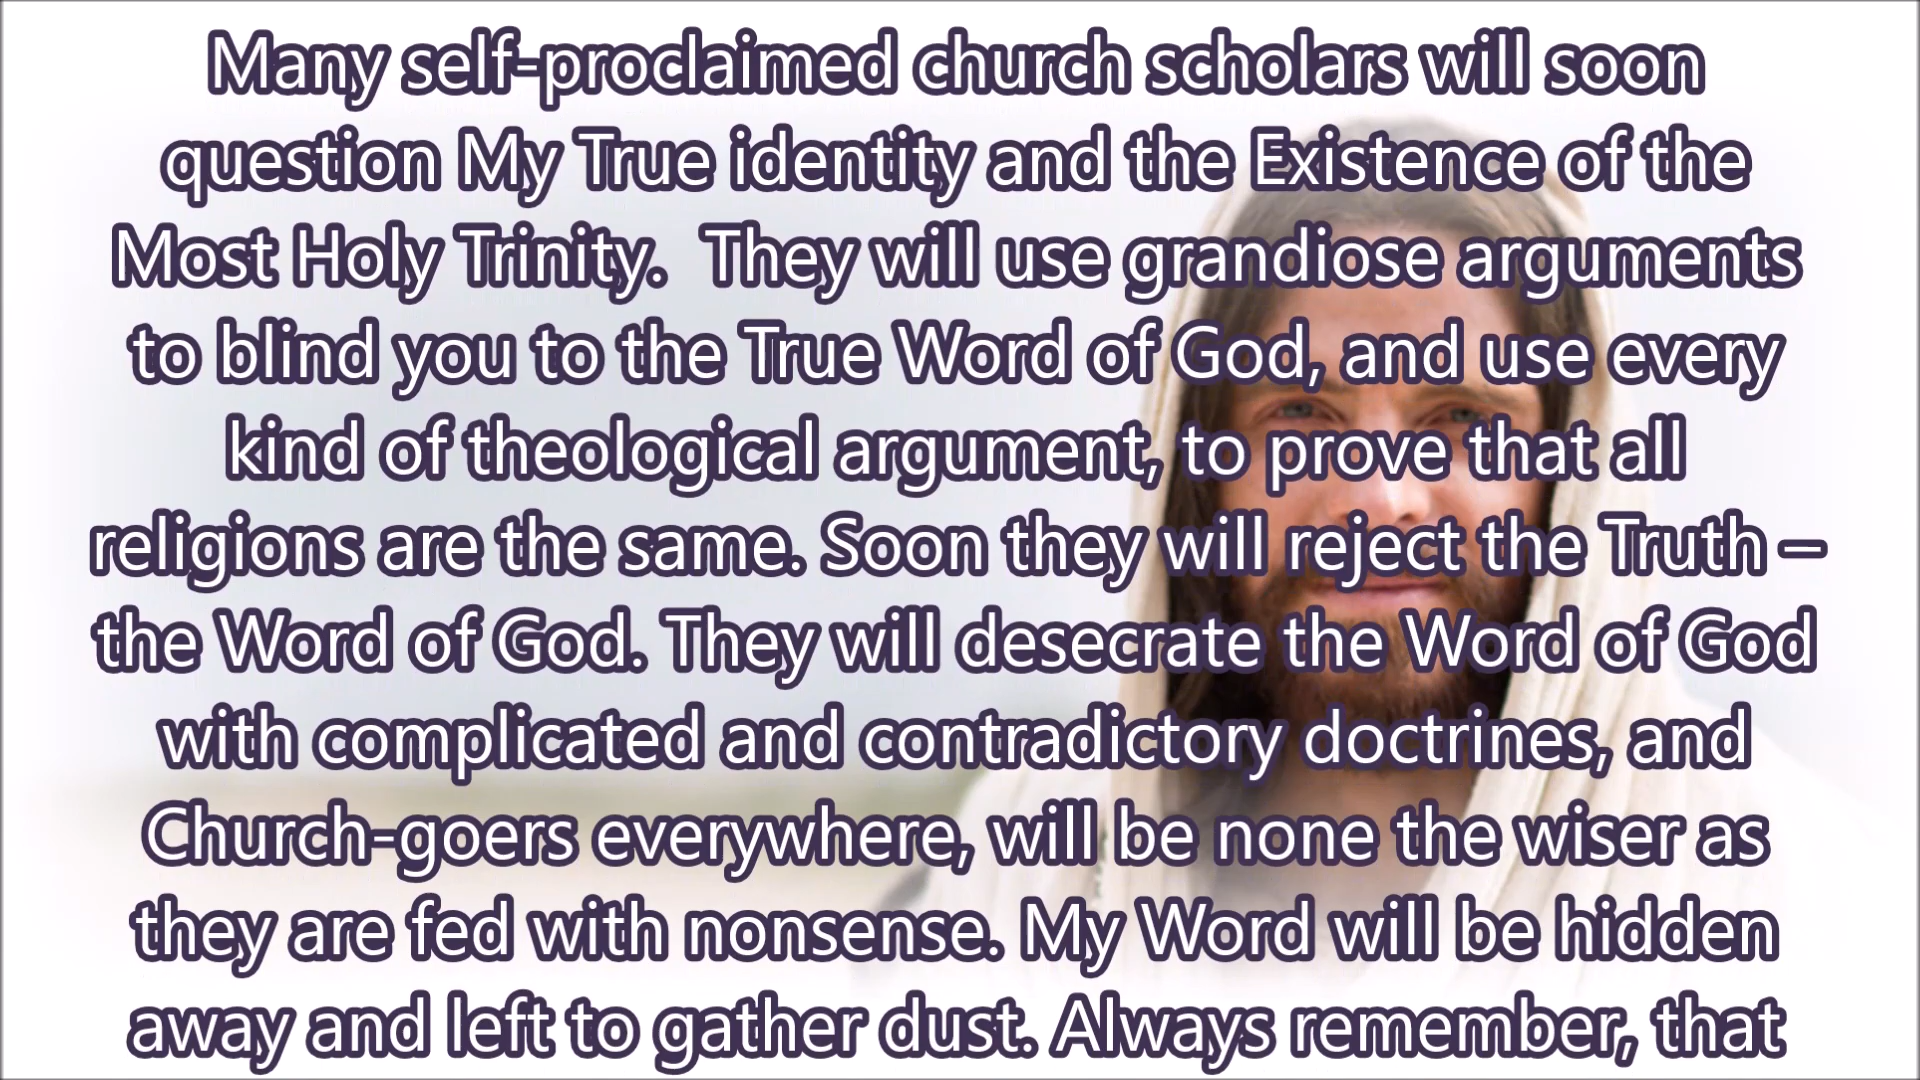 Many self-proclaimed church scholars will soon
question My True identity and the Existence of the
Most Holy Trinity.  They will use grandiose arguments
to blind you to the True Word of God, and use every
kind of theological argument, to prove that all
religions are the same. Soon they will reject the Truth –
the Word of God. They will desecrate the Word of God
with complicated and contradictory doctrines, and
Church-goers everywhere, will be none the wiser as
they are fed with nonsense. My Word will be hidden
away and left to gather dust. Always remember, that